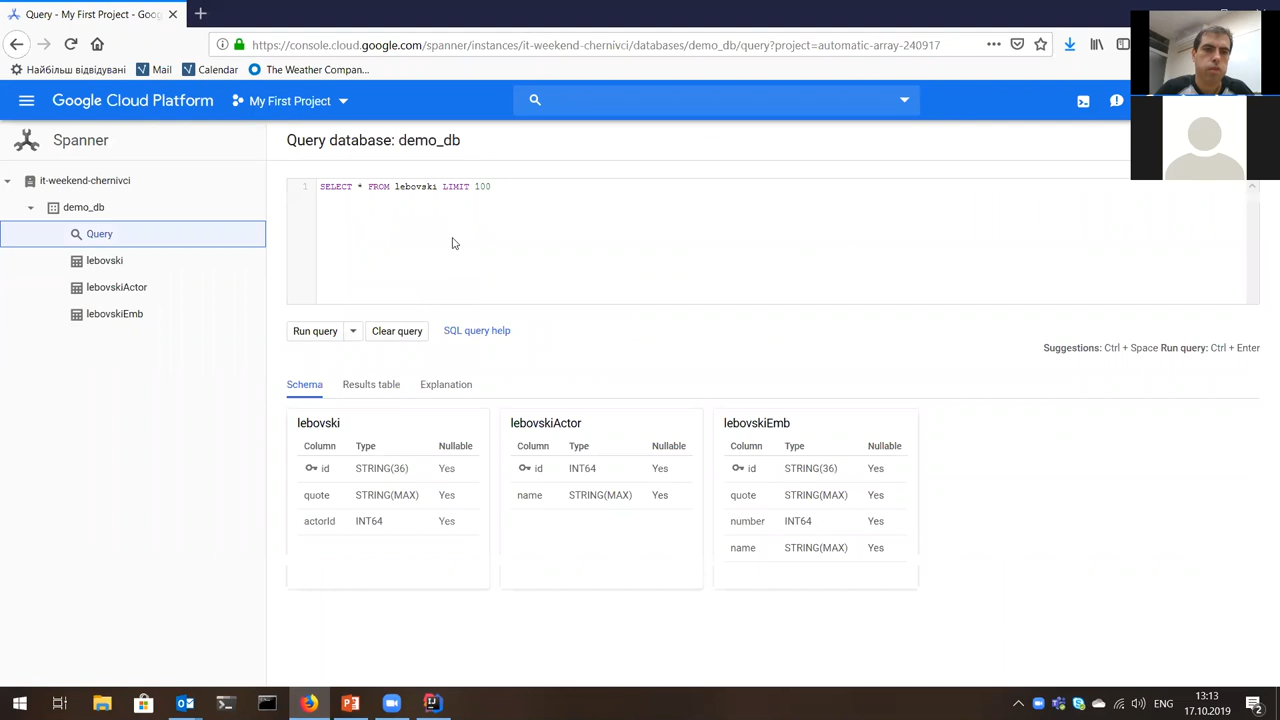 Query - My First Project - Goo
https://console.cloud.google.com/spanner/instances/it-weekend-chernivci/databases/demo_db/query?project=automatic-array-240917
Найбільш відвідувані
Mail
Calendar
The Weather Compan...
Google Cloud Platform
My First Project
Spanner
Query database: demo_db
it-weekend-chernivci
demo_db
Query
lebovski
lebovskiActor
lebovskiEmb
1 SELECT * FROM lebovski LIMIT 100
Run query
Clear query
SQL query help
Suggestions: Ctrl + Space Run query: Ctrl + Enter
Schema
Results table
Explanation
lebovski
Column Type Nullable
id STRING(36) Yes
quote STRING(MAX) Yes
actorId INT64 Yes
lebovskiActor
Column Type Nullable
id INT64 Yes
name STRING(MAX) Yes
lebovskiEmb
Column Type Nullable
id STRING(36) Yes
quote STRING(MAX) Yes
number INT64 Yes
name STRING(MAX) Yes
ENG
13:13
17.10.2019
2